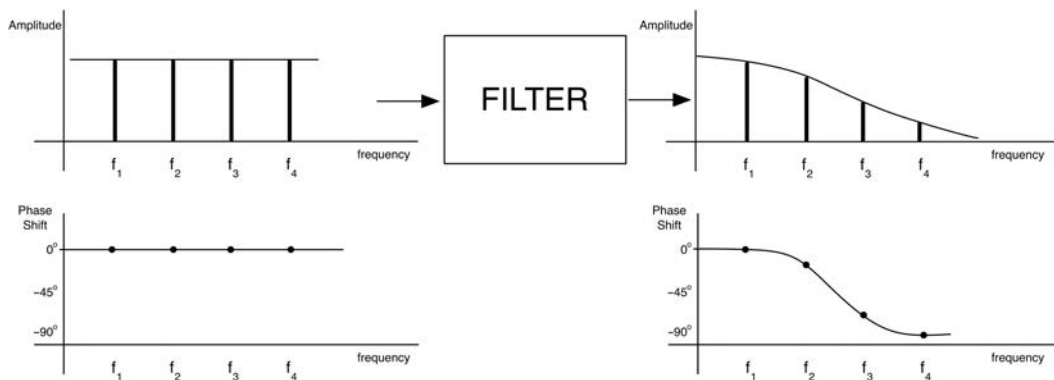 Amplitude
frequency
f1 f2 f3 f4
FILTER
Amplitude
frequency
f1 f2 f3 f4
Phase
Shift
0°
–45°
–90°
frequency
f1 f2 f3 f4
Phase
Shift
0°
–45°
–90°
frequency
f1 f2 f3 f4